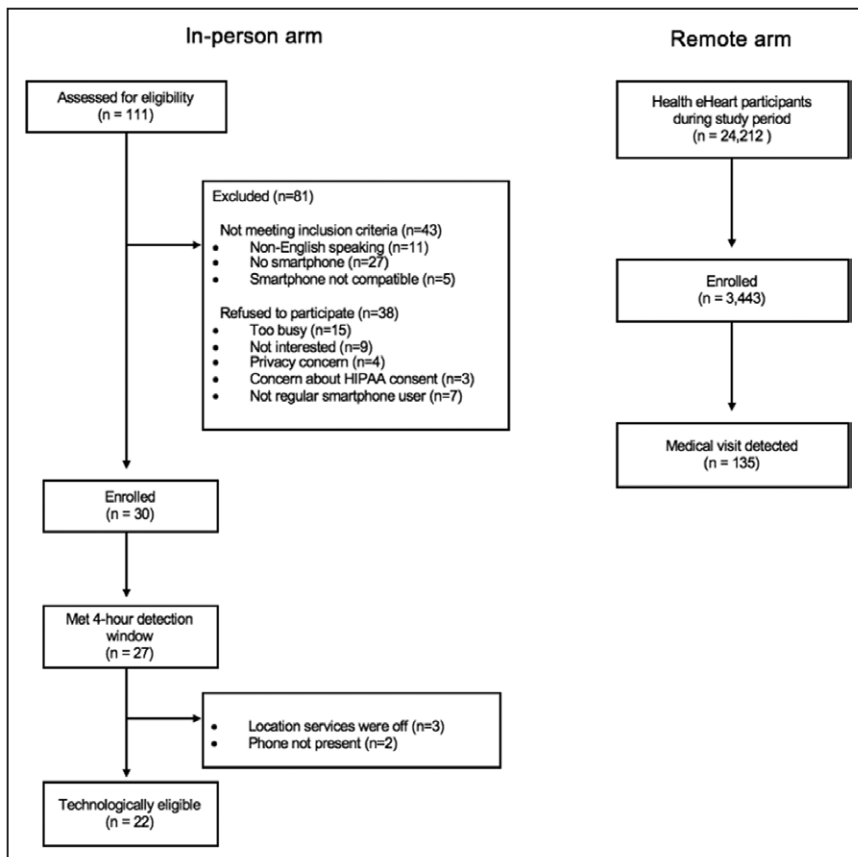 In-person arm
Assessed for eligibility
(n = 111)
Excluded (n=81)
Not meeting inclusion criteria (n=43)
• Non-English speaking (n=11)
• No smartphone (n=27)
• Smartphone not compatible (n=5)
Refused to participate (n=38)
• Too busy (n=15)
• Not interested (n=9)
• Privacy concern (n=4)
• Concern about HIPAA consent (n=3)
• Not regular smartphone user (n=7)
Enrolled
(n = 30)
Met 4-hour detection
window
(n = 27)
• Location services were off (n=3)
• Phone not present (n=2)
Technologically eligible
(n = 22)
Remote arm
Health eHeart participants
during study period
(n = 24,212 )
Enrolled
(n = 3,443)
Medical visit detected
(n = 135)